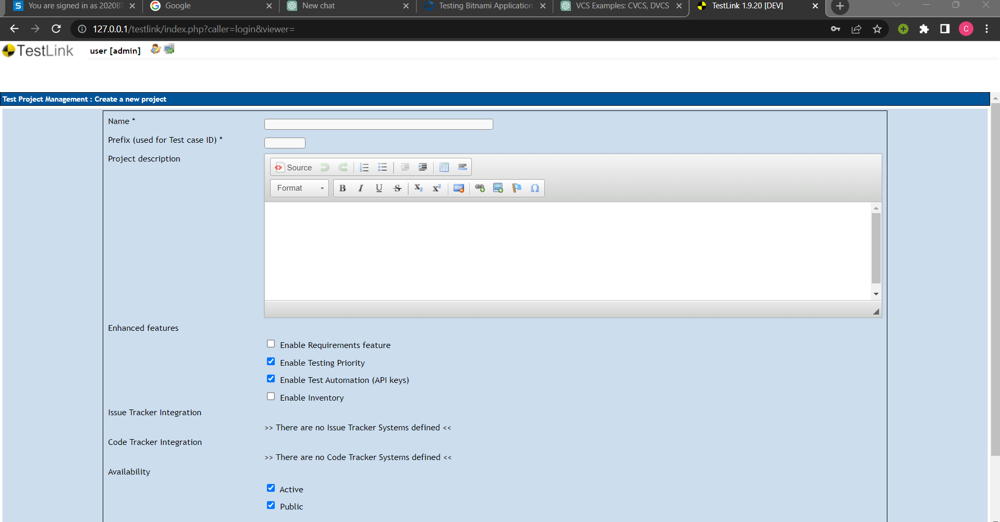 You are signed in as 2020BT
Google
New chat
Testing Bitnami Application
VCS Examples: CVCS, DVCS
TestLink 1.9.20 [DEV]
127.0.0.1/testlink/index.php?caller=login&viewer=
C
TestLink
user [admin]
Test Project Management : Create a new project
Name *
Prefix (used for Test case ID) *
Project description
Source
Format
B I U S X₂ X² HTML Ω
Enhanced features
Enable Requirements feature
Enable Testing Priority
Enable Test Automation (API keys)
Enable Inventory
Issue Tracker Integration
>> There are no Issue Tracker Systems defined <<
Code Tracker Integration
>> There are no Code Tracker Systems defined <<
Availability
Active
Public